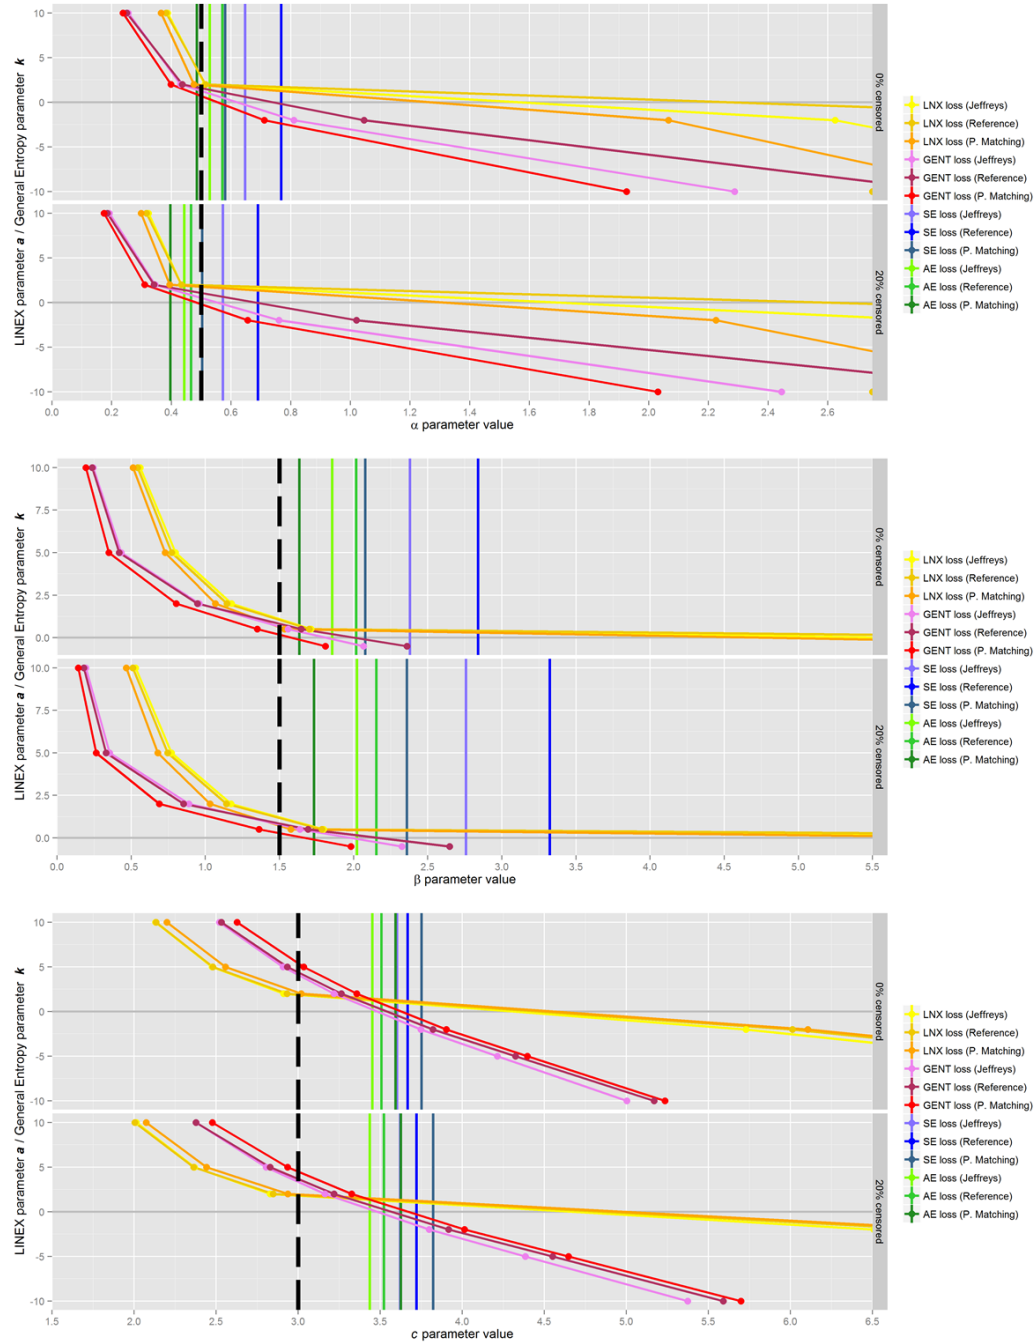 LINEX parameter a / General Entropy parameter k
10
5
0
-5
-10
0% censored
10
5
0
-5
-10
20% censored
0.0 0.2 0.4 0.6 0.8 1.0 1.2 1.4 1.6 1.8 2.0 2.2 2.4 2.6
α parameter value
LNX loss (Jeffreys)
LNX loss (Reference)
LNX loss (P. Matching)
GENT loss (Jeffreys)
GENT loss (Reference)
GENT loss (P. Matching)
SE loss (Jeffreys)
SE loss (Reference)
SE loss (P. Matching)
AE loss (Jeffreys)
AE loss (Reference)
AE loss (P. Matching)
LINEX parameter a / General Entropy parameter k
10.0
7.5
5.0
2.5
0.0
0% censored
10.0
7.5
5.0
2.5
0.0
20% censored
0.0 0.5 1.0 1.5 2.0 2.5 3.0 3.5 4.0 4.5 5.0 5.5
β parameter value
LNX loss (Jeffreys)
LNX loss (Reference)
LNX loss (P. Matching)
GENT loss (Jeffreys)
GENT loss (Reference)
GENT loss (P. Matching)
SE loss (Jeffreys)
SE loss (Reference)
SE loss (P. Matching)
AE loss (Jeffreys)
AE loss (Reference)
AE loss (P. Matching)
LINEX parameter a / General Entropy parameter k
10
5
0
-5
-10
0% censored
10
5
0
-5
-10
20% censored
1.5 2.0 2.5 3.0 3.5 4.0 4.5 5.0 5.5 6.0 6.5
c parameter value
LNX loss (Jeffreys)
LNX loss (Reference)
LNX loss (P. Matching)
GENT loss (Jeffreys)
GENT loss (Reference)
GENT loss (P. Matching)
SE loss (Jeffreys)
SE loss (Reference)
SE loss (P. Matching)
AE loss (Jeffreys)
AE loss (Reference)
AE loss (P. Matching)